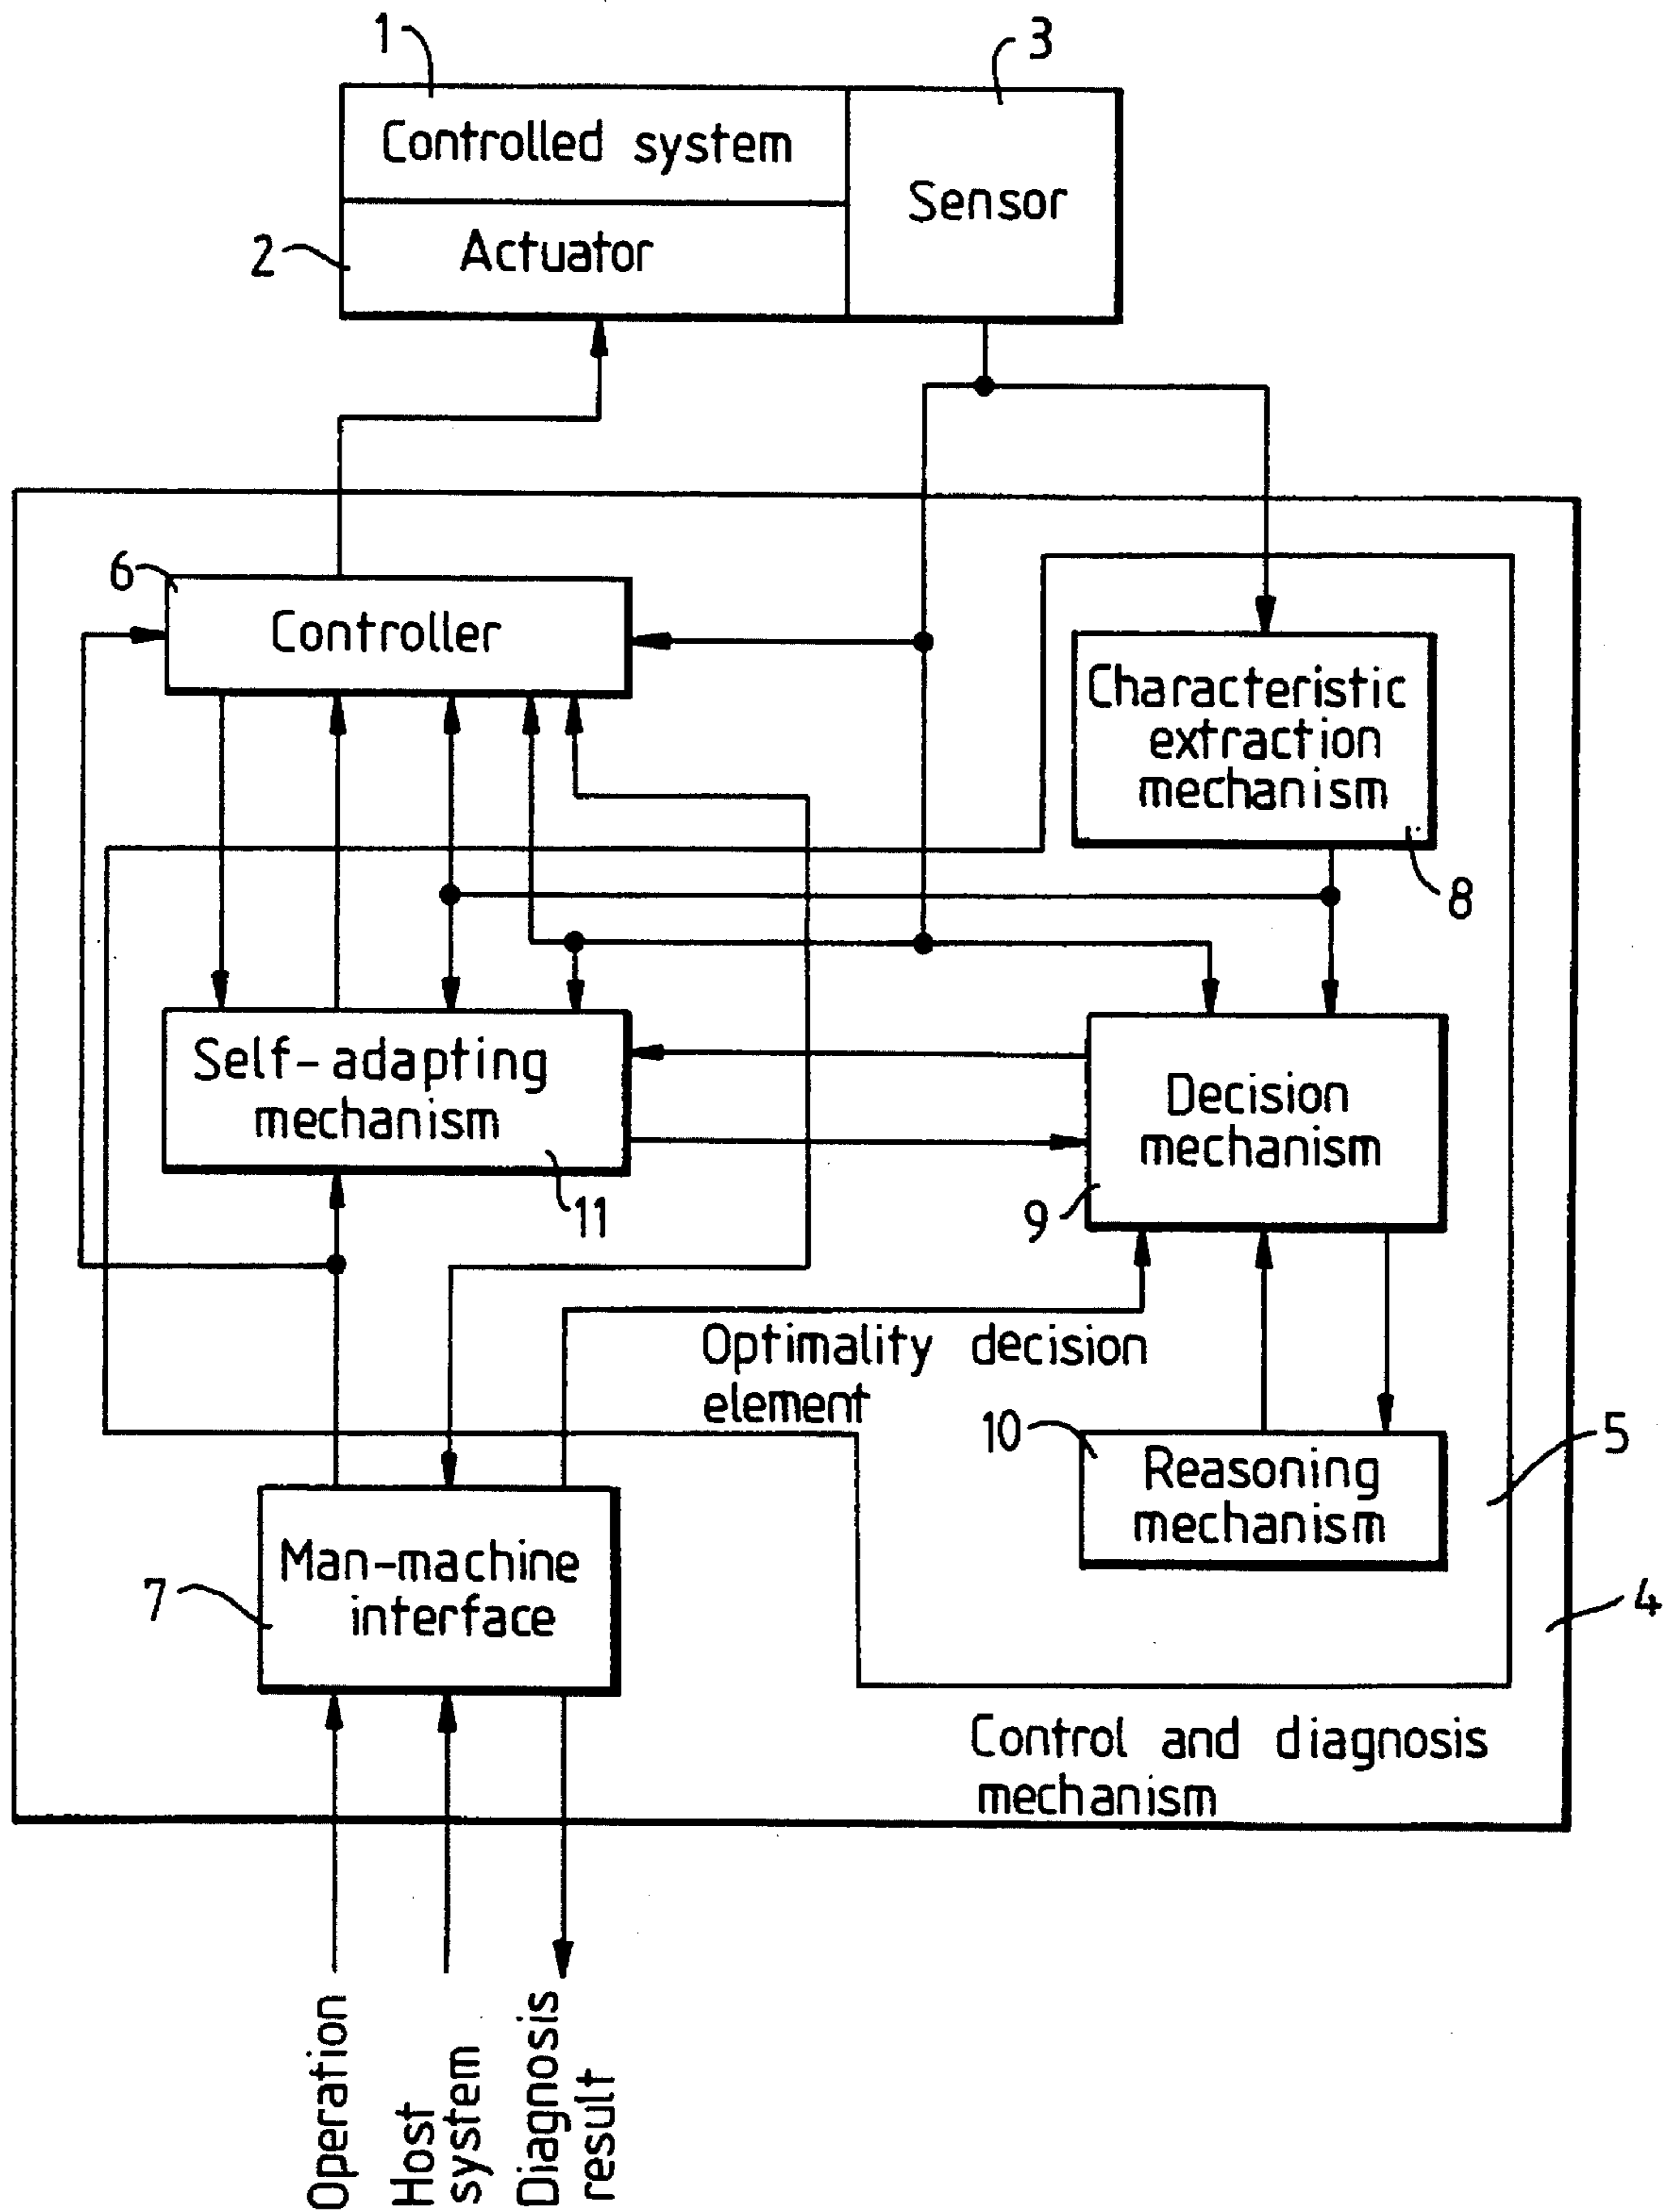 1
3
Controlled system
Sensor
2
Actuator
6
Controller
Characteristic
extraction
mechanism
8
Self-adapting
mechanism
11
Decision
mechanism
9
Optimality decision
element
10
Reasoning
mechanism
5
Man-machine
interface
7
4
Control and diagnosis
mechanism
Operation
Host
system
Diagnosis
result